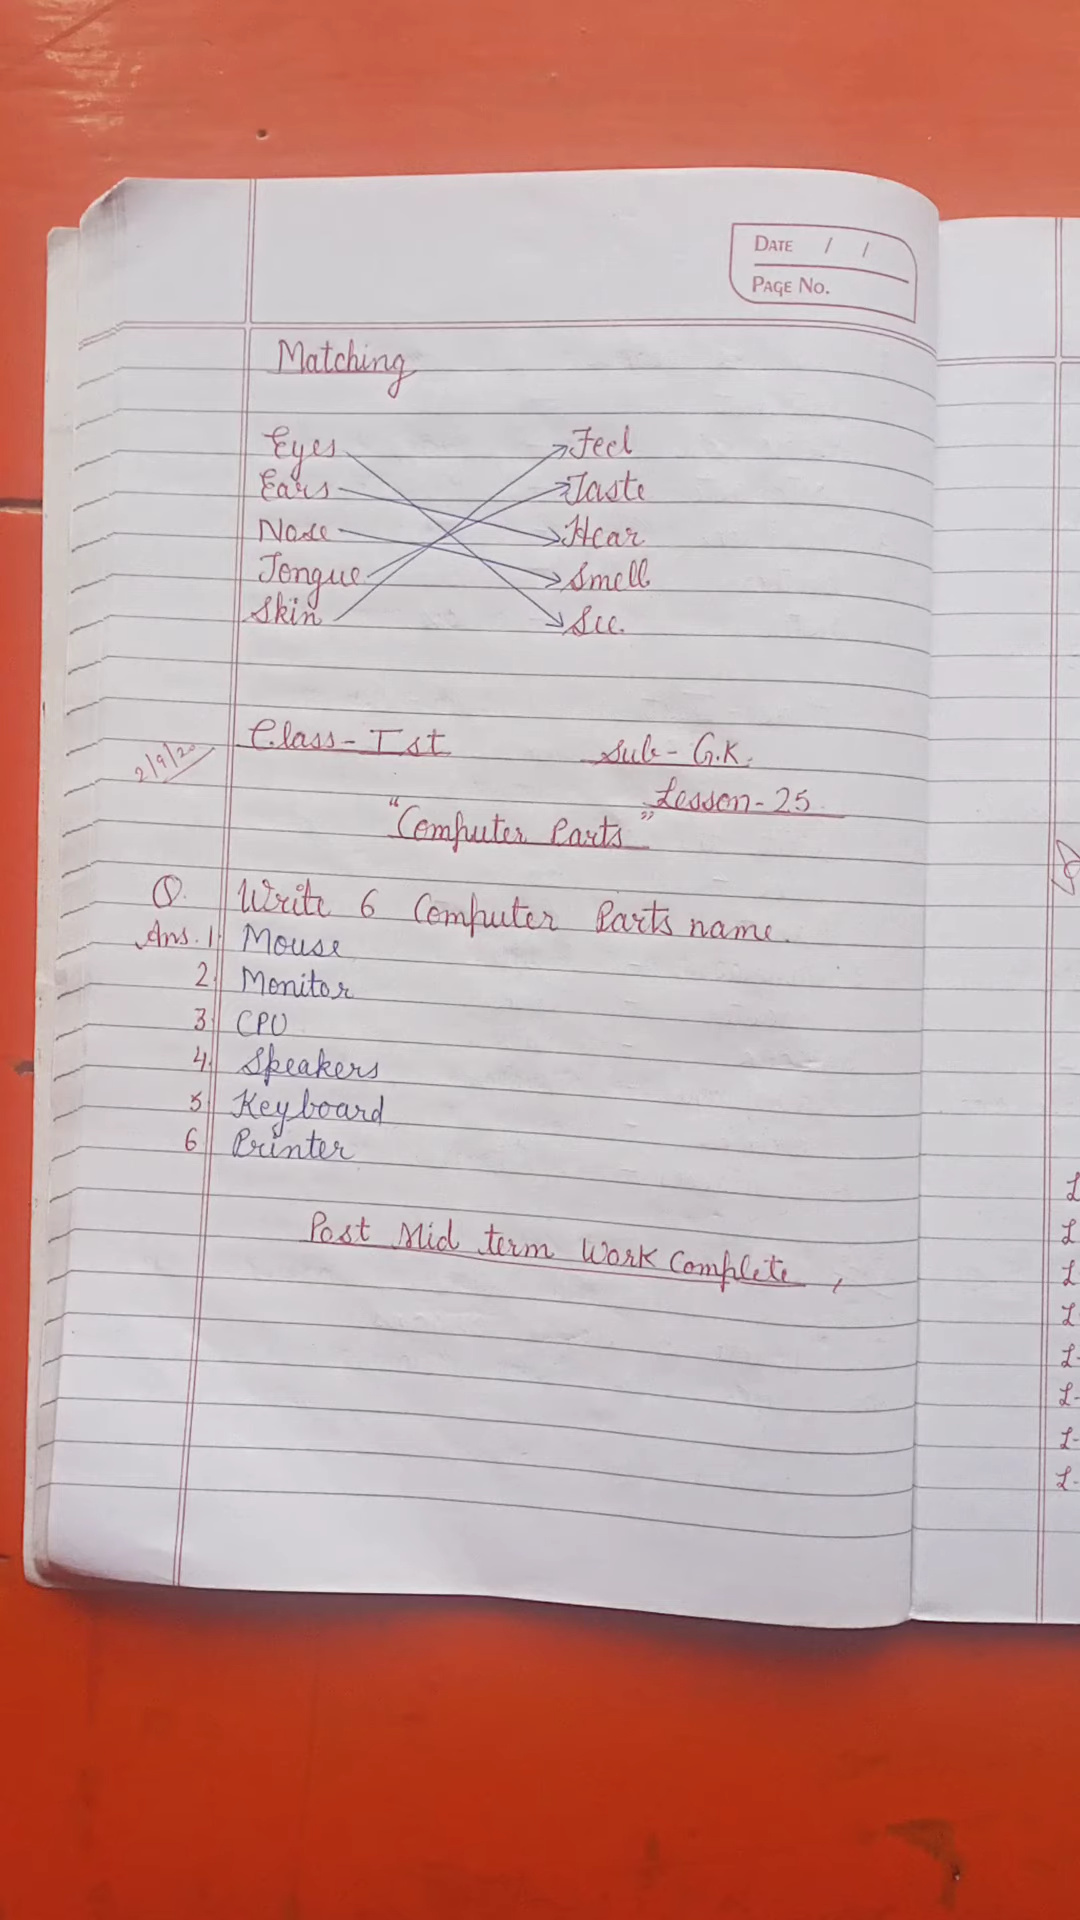 DATE / /
PAGE No.
Matching
Eyes Feel
Ears Taste
Nose Hear
Tongue Smell
Skin See.
Class - Ist Sub - G.K.
2/9/20
Lesson - 25
"Computer Parts"
Q. Write 6 Computer Parts name.
Ans. 1 Mouse
2. Monitor
3 CPU
4. Speakers
5 Keyboard
6 Printer
Post Mid term Work Complete,
L
L
L
L
L-
L-
L-
L-